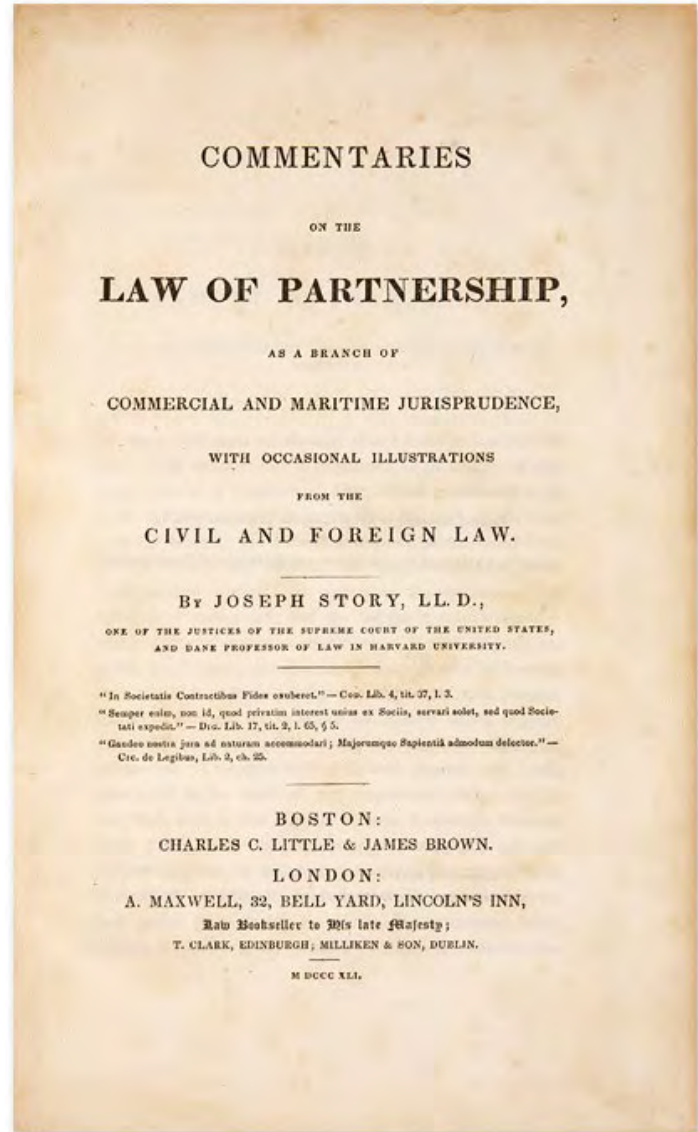 COMMENTARIES
ON THE
LAW OF PARTNERSHIP,
AS A BRANCH OF
COMMERCIAL AND MARITIME JURISPRUDENCE,
WITH OCCASIONAL ILLUSTRATIONS
FROM THE
CIVIL AND FOREIGN LAW.
BY JOSEPH STORY, LL. D.,
ONE OF THE JUSTICES OF THE SUPREME COURT OF THE UNITED STATES,
AND DANE PROFESSOR OF LAW IN HARVARD UNIVERSITY.
"In Societatis Contractibus Fides exuberet." — COD. Lib. 4, tit. 37, l. 3.
"Semper enim, non id, quod privatim interest unius ex Sociis, servari solet, sed quod Socie-
tati expedit." — DIG. Lib. 17, tit. 2, l. 65, § 5.
"Gaudeo nostra jura ad naturam accommodari; Majorumque Sapientiâ admodum delector." —
CIC. de Legibus, Lib. 2, ch. 25.
BOSTON:
CHARLES C. LITTLE & JAMES BROWN.
LONDON:
A. MAXWELL, 32, BELL YARD, LINCOLN'S INN,
Law Bookseller to His late Majesty;
T. CLARK, EDINBURGH; MILLIKEN & SON, DUBLIN.
M DCCC XLI.